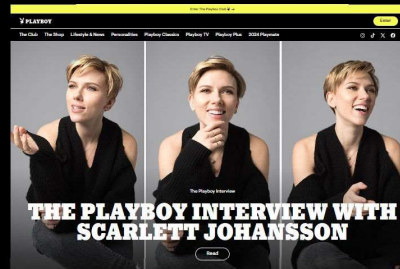 Enter The Playboy Club
PLAYBOY
Enter
The Club The Shop Lifestyle & News Personalities Playboy Classics Playboy TV Playboy Plus 2024 Playmate
The Playboy Interview
THE PLAYBOY INTERVIEW WITH
SCARLETT JOHANSSON
Read